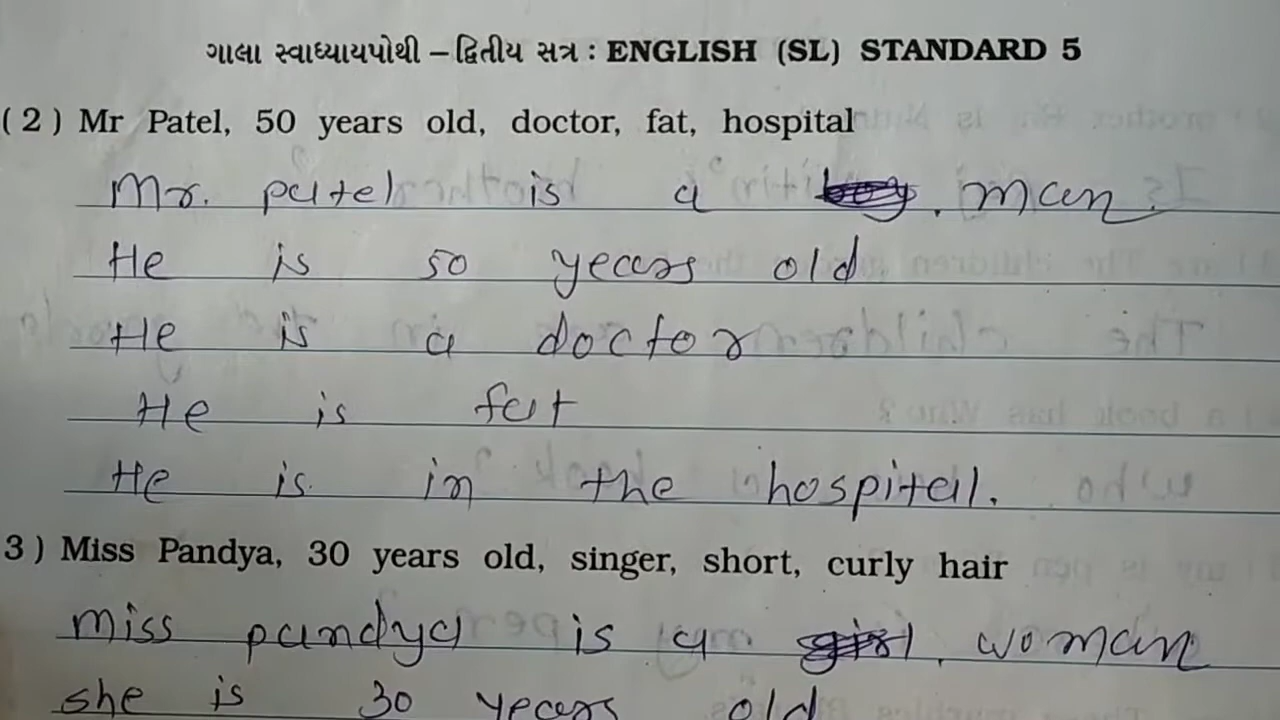 ગાલા સ્વાધ્યાયપોથી – દ્વિતીય સત્ર : ENGLISH (SL) STANDARD 5
(2) Mr Patel, 50 years old, doctor, fat, hospital
Mr. patel is a boy. man.
He is 50 years old
He is a doctor
He is fat
He is in the hospital.
3) Miss Pandya, 30 years old, singer, short, curly hair
miss pandya is a girl. woman
she is 30 years old